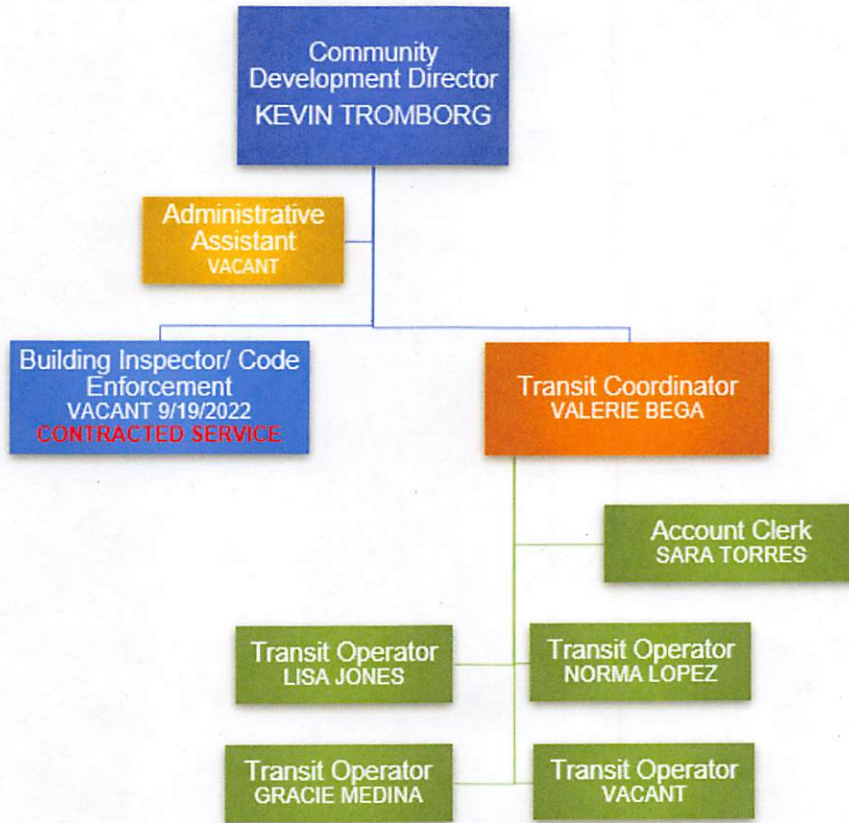 Community
Development Director
KEVIN TROMBORG
Administrative
Assistant
VACANT
Building Inspector/ Code
Enforcement
VACANT 9/19/2022
CONTRACTED SERVICE
Transit Coordinator
VALERIE BEGA
Account Clerk
SARA TORRES
Transit Operator
LISA JONES
Transit Operator
NORMA LOPEZ
Transit Operator
GRACIE MEDINA
Transit Operator
VACANT